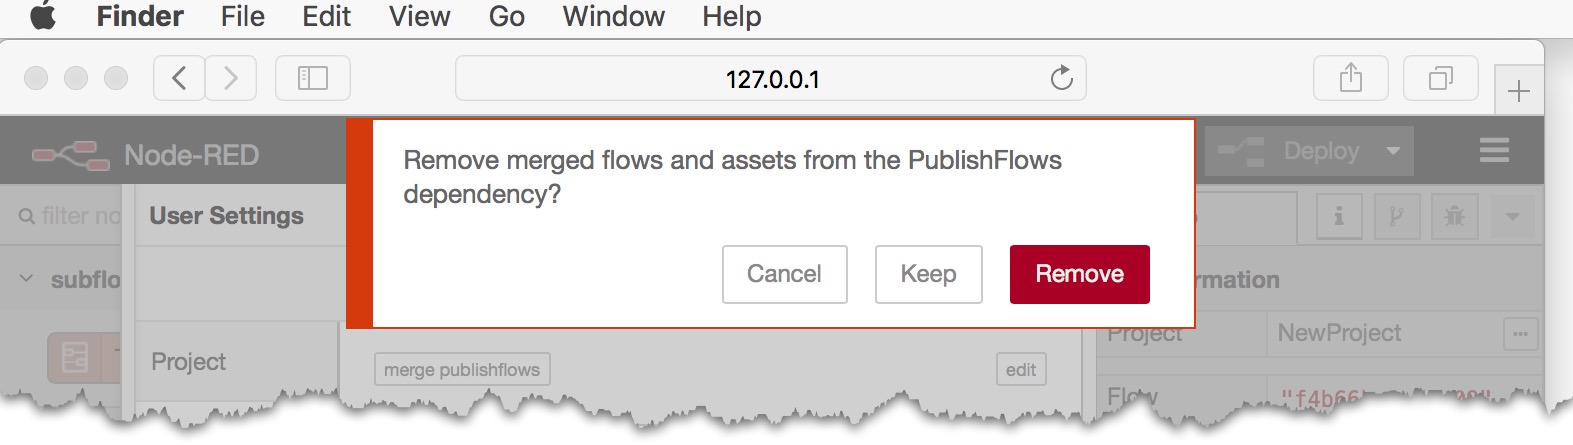 Finder File Edit View Go Window Help
127.0.0.1
Node-RED
Deploy
Remove merged flows and assets from the PublishFlows
dependency?
Cancel Keep Remove
filter no
User Settings
subflo
rmation
Project
Project NewProject
merge publishflows edit
Flow